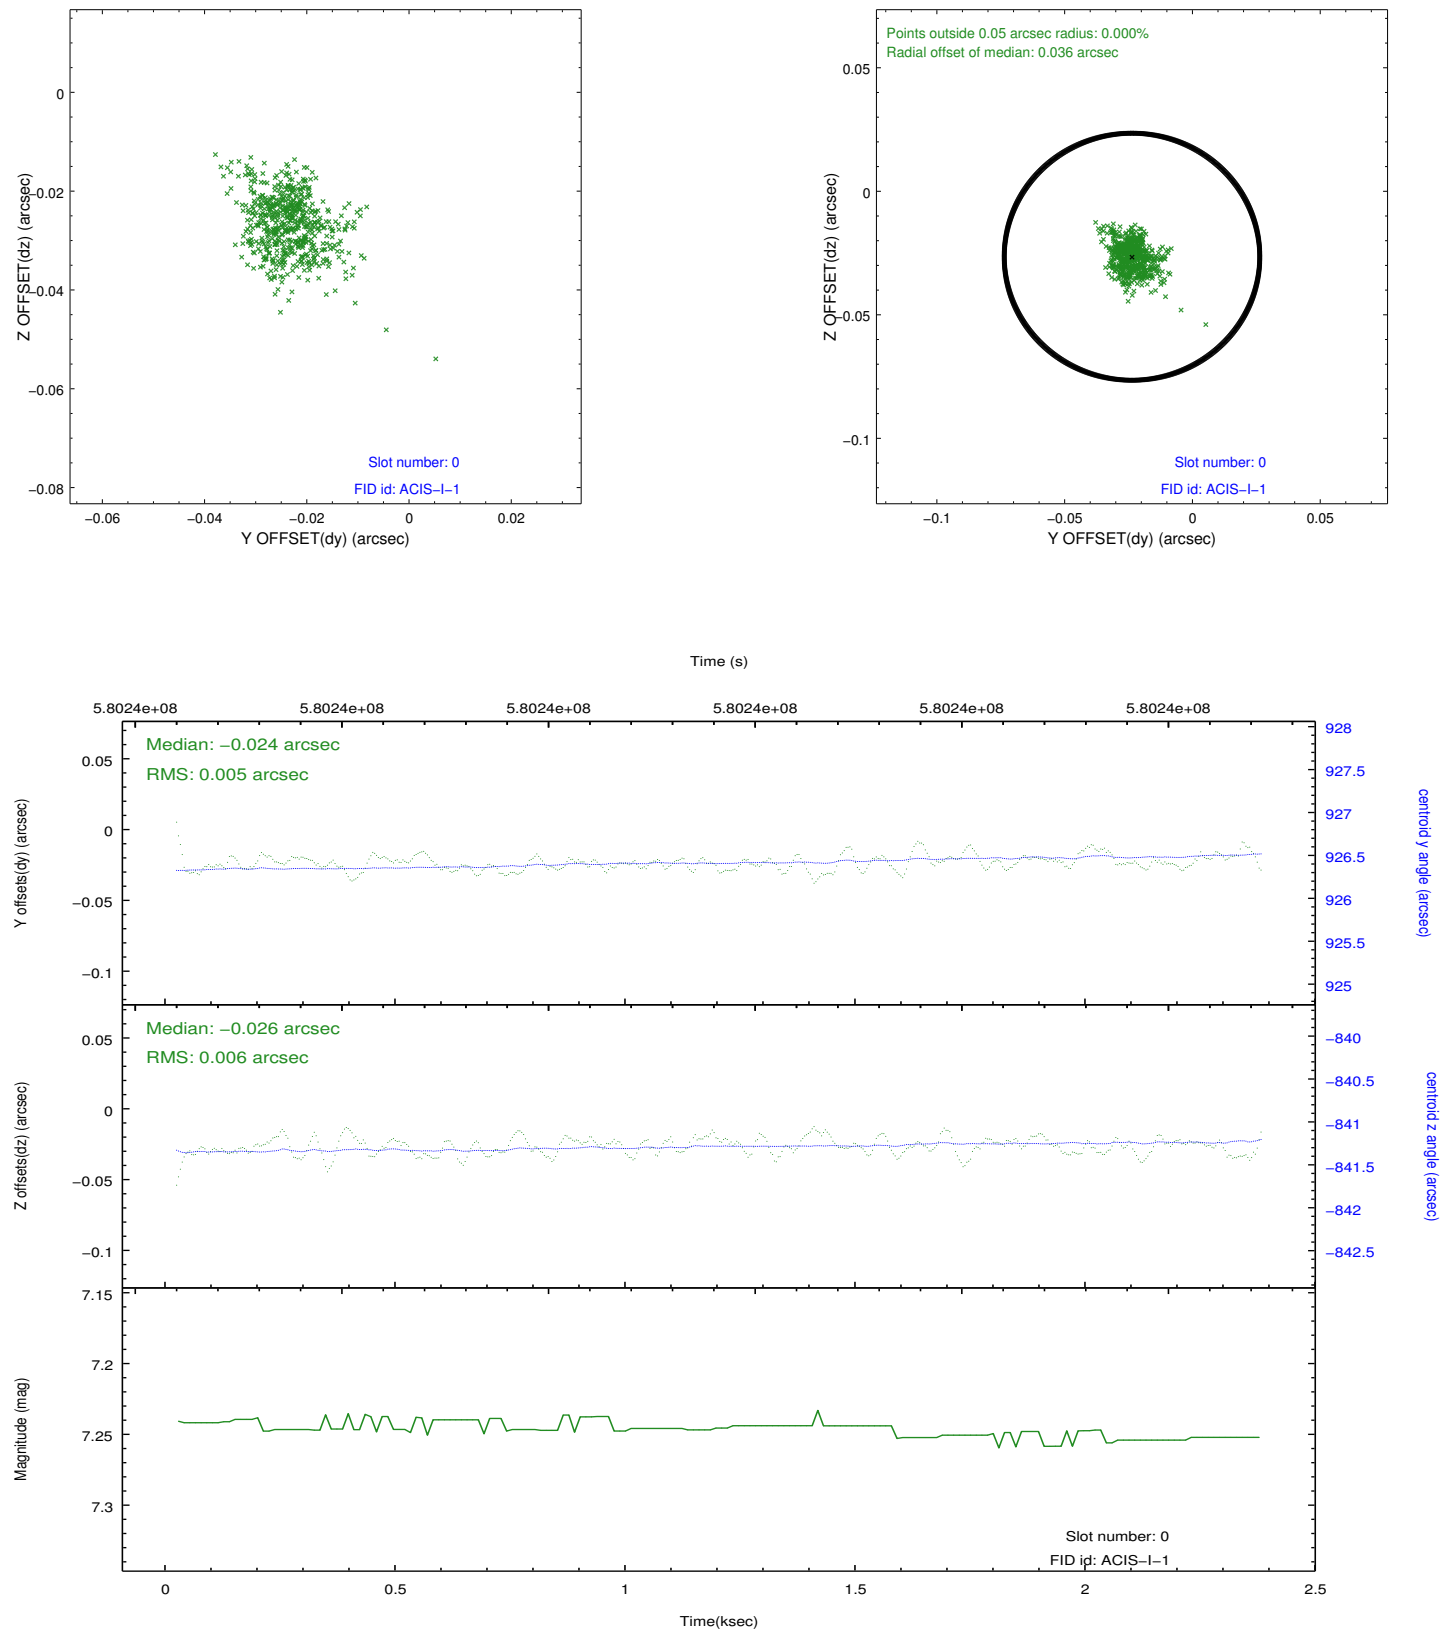 0
−0.02
−0.04
−0.06
−0.08
Z OFFSET(dz) (arcsec)
Slot number: 0
FID id: ACIS−I−1
−0.06 −0.04 −0.02 0 0.02
Y OFFSET(dy) (arcsec)
Points outside 0.05 arcsec radius: 0.000%
Radial offset of median: 0.036 arcsec
0.05
0
−0.05
−0.1
Z OFFSET(dz) (arcsec)
Slot number: 0
FID id: ACIS−I−1
−0.1 −0.05 0 0.05
Y OFFSET(dy) (arcsec)
Time (s)
5.8024e+08 5.8024e+08 5.8024e+08 5.8024e+08 5.8024e+08 5.8024e+08
Median: −0.024 arcsec
RMS: 0.005 arcsec
0.05
0
−0.05
−0.1
Y offsets(dy) (arcsec)
928
927.5
927
926.5
926
925.5
925
centroid y angle (arcsec)
Median: −0.026 arcsec
RMS: 0.006 arcsec
0.05
0
−0.05
−0.1
Z offsets(dz) (arcsec)
−840
−840.5
−841
−841.5
−842
−842.5
centroid z angle (arcsec)
7.15
7.2
7.25
7.3
Magnitude (mag)
Slot number: 0
FID id: ACIS−I−1
0 0.5 1 1.5 2 2.5
Time(ksec)